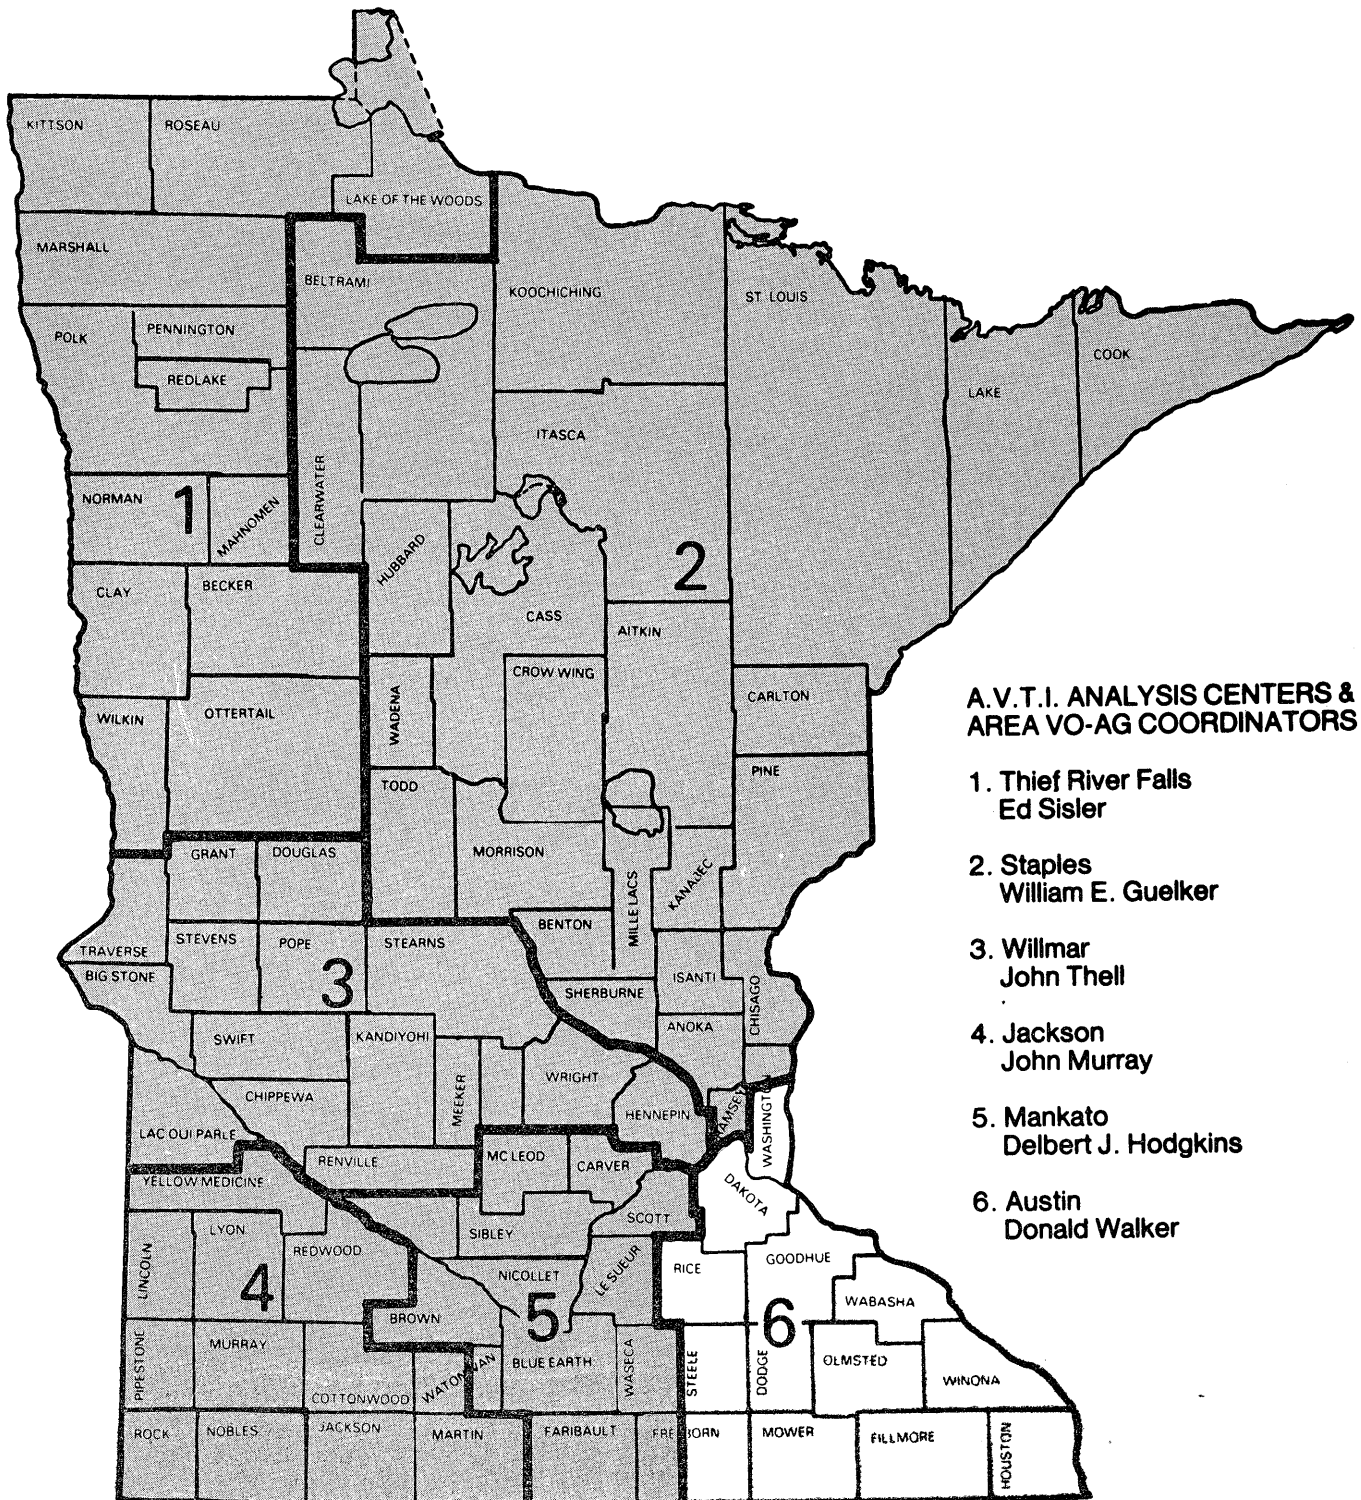 KITTSON
ROSEAU
LAKE OF THE WOODS
MARSHALL
BELTRAMI
KOOCHICHING
ST LOUIS
POLK
PENNINGTON
REDLAKE
COOK
LAKE
ITASCA
NORMAN
1
MAHNOMEN
CLEARWATER
HUBBARD
2
CLAY
BECKER
CASS
AITKIN
CROW WING
WILKIN
OTTERTAIL
WADENA
CARLTON
TODD
PINE
GRANT
DOUGLAS
MORRISON
MILLE LACS
KANABEC
BENTON
TRAVERSE
STEVENS
POPE
STEARNS
BIG STONE
3
ISANTI
SHERBURNE
CHISAGO
ANOKA
SWIFT
KANDIYOHI
MEEKER
WRIGHT
CHIPPEWA
HENNEPIN
RAMSEY
WASHINGTON
LAC QUI PARLE
RENVILLE
MC LEOD
CARVER
YELLOW MEDICINE
DAKOTA
SCOTT
LYON
SIBLEY
REDWOOD
LINCOLN
4
NICOLLET
LE SUEUR
RICE
GOODHUE
BROWN
5
6
WABASHA
PIPESTONE
MURRAY
COTTONWOOD
WATONWAN
BLUE EARTH
WASECA
STEELE
DODGE
OLMSTED
WINONA
ROCK
NOBLES
JACKSON
MARTIN
FARIBAULT
FREEBORN
MOWER
FILLMORE
HOUSTON
A.V.T.I. ANALYSIS CENTERS &
AREA VO-AG COORDINATORS
1. Thief River Falls
Ed Sisler
2. Staples
William E. Guelker
3. Willmar
John Thell
4. Jackson
John Murray
5. Mankato
Delbert J. Hodgkins
6. Austin
Donald Walker